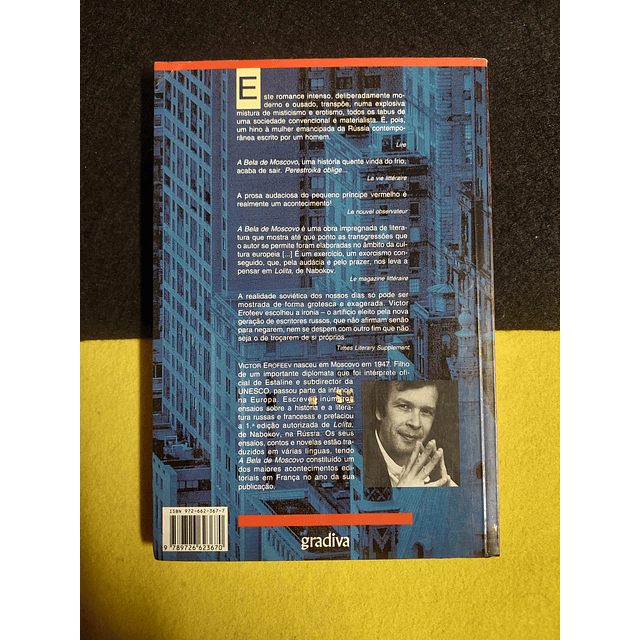 Este romance intenso, deliberadamente mo-
derno e ousado, transpõe, numa explosiva
mistura de misticismo e erotismo, todos os tabus de
uma sociedade convencional e materialista. É, pois,
um hino à mulher emancipada da Rússia contempo-
rânea escrito por um homem.
Lire
A Bela de Moscovo, uma história quente vinda do frio,
acaba de sair. Perestroika oblige...
La vie littéraire
A prosa audaciosa do pequeno príncipe vermelho é
realmente um acontecimento!
Le nouvel observateur
A Bela de Moscovo é uma obra impregnada de litera-
tura que mostra até que ponto as transgressões que
o autor se permite foram elaboradas no âmbito da cul-
tura europeia [...] É um exercício, um exorcismo con-
seguido, que, pela audácia e pelo prazer, nos leva a
pensar em Lolita, de Nabokov.
Le magazine littéraire
A realidade soviética dos nossos dias só pode ser
mostrada de forma grotesca e exagerada. Victor
Erofeev escolheu a ironia – o artifício eleito pela nova
geração de escritores russos, que não afirmam senão
para negarem, nem se despem com outro fim que não
seja o de troçarem de si próprios.
Times Literary Supplement
VICTOR EROFEEV nasceu em Moscovo em 1947. Filho
de um importante diplomata que foi intérprete ofi-
cial de Estaline e subdirector da
UNESCO, passou parte da infância
na Europa. Escreveu inúmeros
ensaios sobre a história e a litera-
tura russas e francesas e prefaciou
a 1.ª edição autorizada de Lolita,
de Nabokov, na Rússia. Os seus
ensaios, contos e novelas estão tra-
duzidos em várias línguas, tendo
A Bela de Moscovo constituído um
dos maiores acontecimentos edi-
toriais em França no ano da sua
publicação.
ISBN 972-662-367-7
9 789726 623670
gradiva